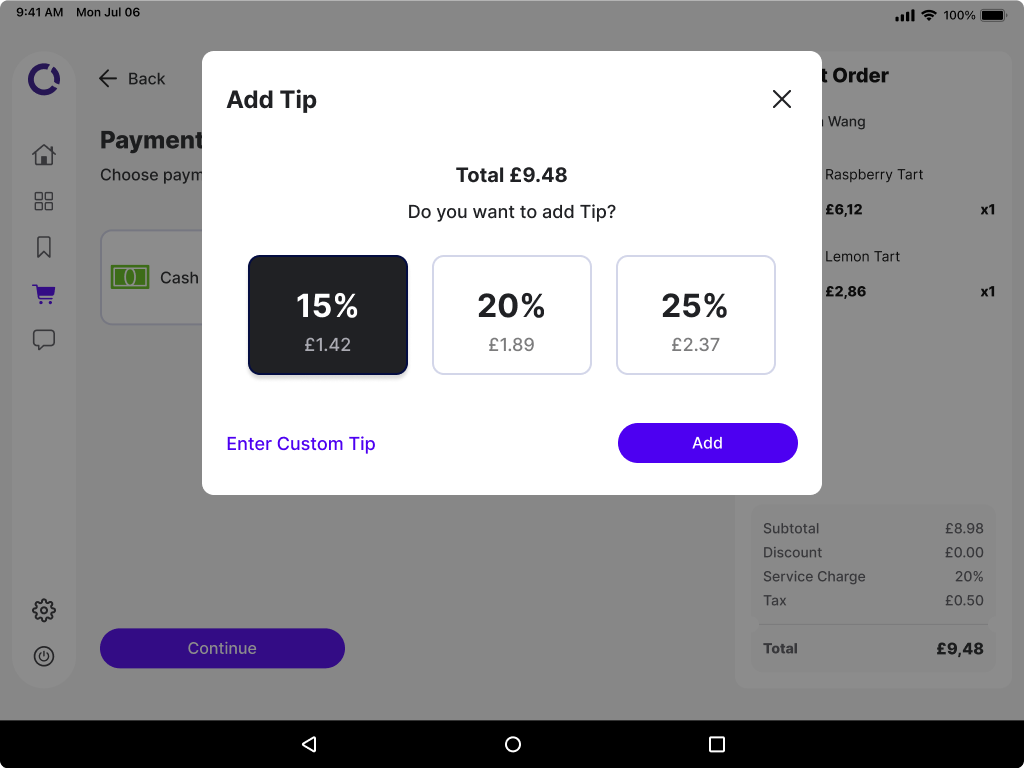 9:41 AM Mon Jul 06
100%
Back
Payment
Choose paym
Cash
Continue
Add Tip
Total £9.48
Do you want to add Tip?
15%
£1.42
20%
£1.89
25%
£2.37
Enter Custom Tip
Add
t Order
Wang
Raspberry Tart
£6,12 x1
Lemon Tart
£2,86 x1
Subtotal £8.98
Discount £0.00
Service Charge 20%
Tax £0.50
Total £9,48